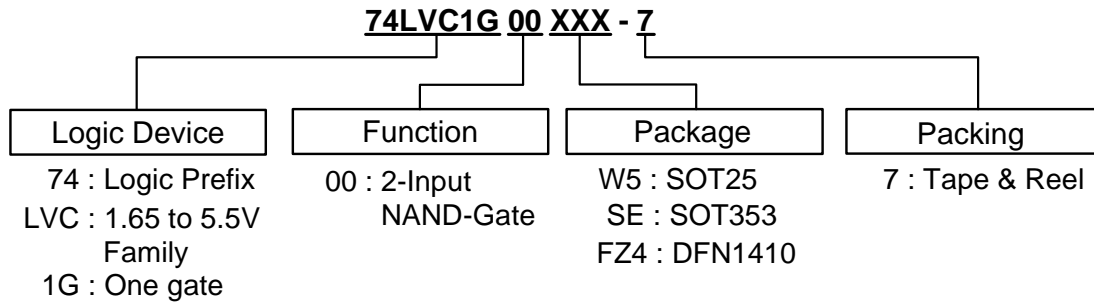 74LVC1G 00 XXX - 7
Logic Device
74 : Logic Prefix
LVC : 1.65 to 5.5V
Family
1G : One gate
Function
00 : 2-Input
NAND-Gate
Package
W5 : SOT25
SE : SOT353
FZ4 : DFN1410
Packing
7 : Tape & Reel